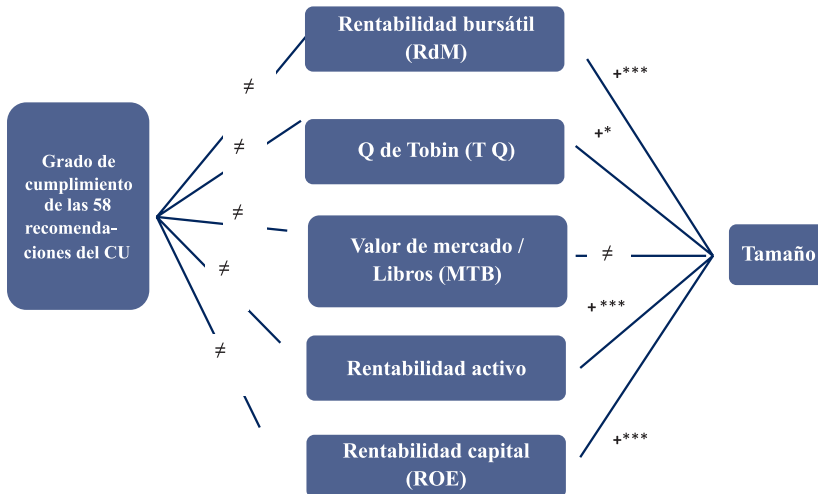 Grado de
cumplimiento
de las 58
recomenda-
ciones del CU
≠
≠
≠
≠
≠
Rentabilidad bursátil
(RdM)
Q de Tobin (T Q)
Valor de mercado /
Libros (MTB)
Rentabilidad activo
Rentabilidad capital
(ROE)
+***
+*
≠
+ ***
+***
Tamaño